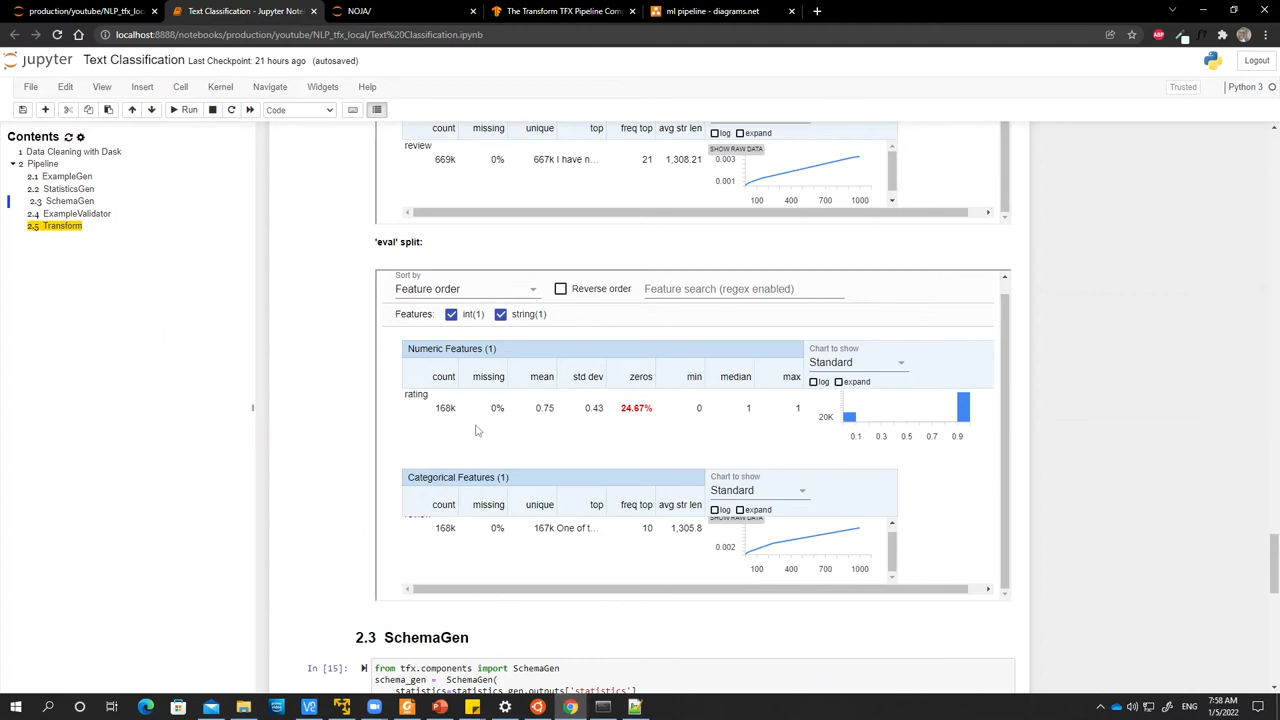 production/youtube/NLP_tfx_loc
Text Classification - Jupyter Note
NOJA/
The Transform TFX Pipeline Comp
ml pipeline - diagrams.net
localhost:8888/notebooks/production/youtube/NLP_tfx_local/Text%20Classification.ipynb
jupyter Text Classification Last Checkpoint: 21 hours ago (autosaved)
Logout
File Edit View Insert Cell Kernel Navigate Widgets Help
Trusted Python 3
Run Code
Contents
1 Data Cleaning with Dask
2 Pipeline
2.1 ExampleGen
2.2 StatisticsGen
2.3 SchemaGen
2.4 ExampleValidator
2.5 Transform
count missing unique top freq top avg str len
log expand
review
SHOW RAW DATA
669k 0% 667k I have n... 21 1,308.21
0.003
0.001
100 400 700 1000
'eval' split:
Sort by
Feature order
Reverse order
Feature search (regex enabled)
Features: int(1) string(1)
Numeric Features (1)
Chart to show
Standard
count missing mean std dev zeros min median max
log expand
rating
168k 0% 0.75 0.43 24.67% 0 1 1
20K
0.1 0.3 0.5 0.7 0.9
Categorical Features (1)
Chart to show
Standard
count missing unique top freq top avg str len
log expand
SHOW RAW DATA
168k 0% 167k One of t... 10 1,305.8
0.002
100 400 700 1000
2.3 SchemaGen
In [15]:
from tfx.components import SchemaGen
schema_gen = SchemaGen(
statistics=statistics_gen.outputs['statistics']
7:58 AM
1/5/2022